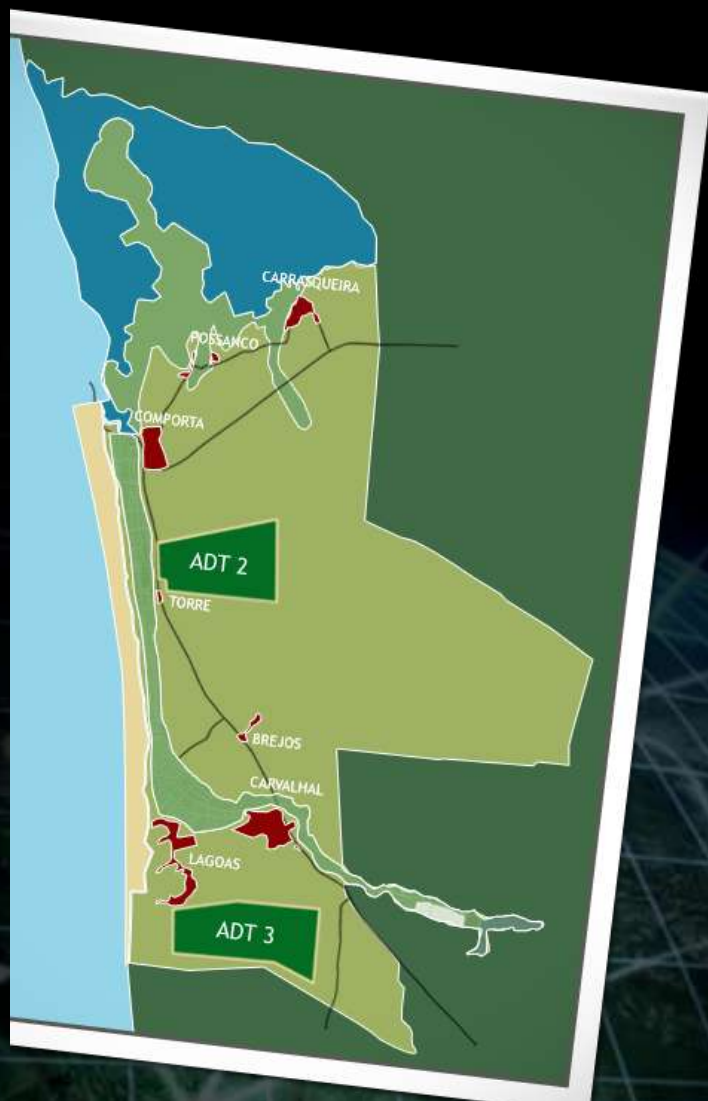 CARRASQUEIRA
POSSANCO
COMPORTA
ADT 2
TORRE
BREJOS
CARVALHAL
LAGOAS
ADT 3